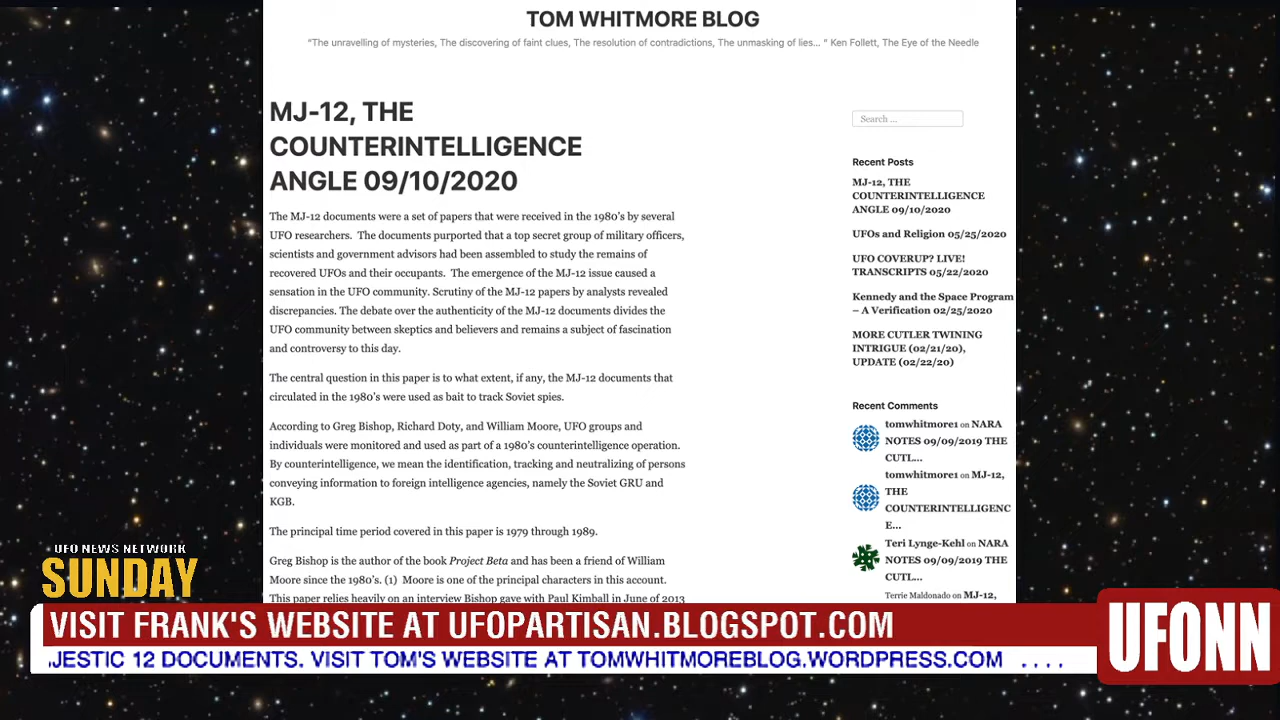 TOM WHITMORE BLOG
“The unravelling of mysteries, The discovering of faint clues, The resolution of contradictions, The unmasking of lies... ” Ken Follett, The Eye of the Needle
MJ-12, THE
COUNTERINTELLIGENCE
ANGLE 09/10/2020
The MJ-12 documents were a set of papers that were received in the 1980’s by several
UFO researchers.  The documents purported that a top secret group of military officers,
scientists and government advisors had been assembled to study the remains of
recovered UFOs and their occupants.  The emergence of the MJ-12 issue caused a
sensation in the UFO community. Scrutiny of the MJ-12 papers by analysts revealed
discrepancies. The debate over the authenticity of the MJ-12 documents divides the
UFO community between skeptics and believers and remains a subject of fascination
and controversy to this day.
The central question in this paper is to what extent, if any, the MJ-12 documents that
circulated in the 1980’s were used as bait to track Soviet spies.
According to Greg Bishop, Richard Doty, and William Moore, UFO groups and
individuals were monitored and used as part of a 1980’s counterintelligence operation.
By counterintelligence, we mean the identification, tracking and neutralizing of persons
conveying information to foreign intelligence agencies, namely the Soviet GRU and
KGB.
The principal time period covered in this paper is 1979 through 1989.
Greg Bishop is the author of the book Project Beta and has been a friend of William
Moore since the 1980’s. (1)  Moore is one of the principal characters in this account.
This paper relies heavily on an interview Bishop gave with Paul Kimball in June of 2013
Search ...
Recent Posts
MJ-12, THE
COUNTERINTELLIGENCE
ANGLE 09/10/2020
UFOs and Religion 05/25/2020
UFO COVERUP? LIVE!
TRANSCRIPTS 05/22/2020
Kennedy and the Space Program
– A Verification 02/25/2020
MORE CUTLER TWINING
INTRIGUE (02/21/20),
UPDATE (02/22/20)
Recent Comments
tomwhitmore1 on NARA
NOTES 09/09/2019 THE
CUTL...
tomwhitmore1 on MJ-12,
THE
COUNTERINTELLIGENC
E...
Teri Lynge-Kehl on NARA
NOTES 09/09/2019 THE
CUTL...
Terrie Maldonado on MJ-12,
UFO NEWS NETWORK
SUNDAY
VISIT FRANK'S WEBSITE AT UFOPARTISAN.BLOGSPOT.COM
JESTIC 12 DOCUMENTS. VISIT TOM'S WEBSITE AT TOMWHITMOREBLOG.WORDPRESS.COM . . . .
UFONN